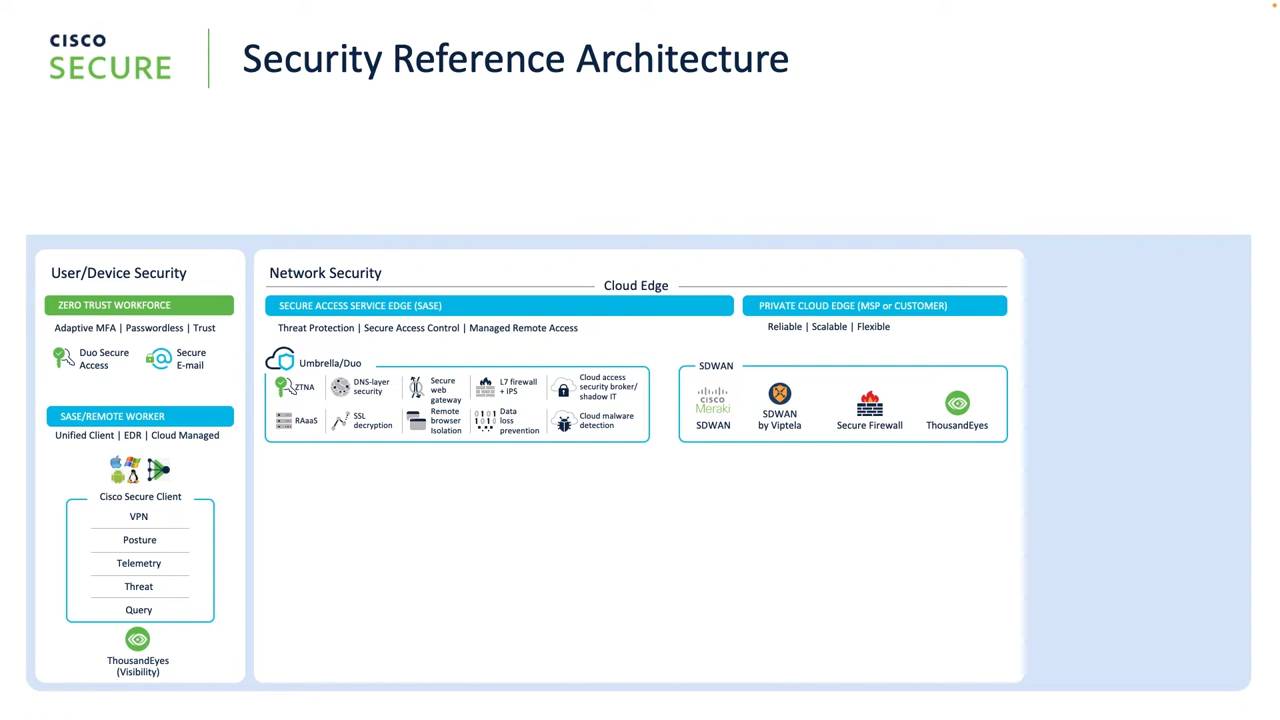 CISCO
SECURE
Security Reference Architecture
User/Device Security
ZERO TRUST WORKFORCE
Adaptive MFA | Passwordless | Trust
Duo Secure
Access
Secure
E-mail
SASE/REMOTE WORKER
Unified Client | EDR | Cloud Managed
Cisco Secure Client
VPN
Posture
Telemetry
Threat
Query
ThousandEyes
(Visibility)
Network Security
Cloud Edge
SECURE ACCESS SERVICE EDGE (SASE)
Threat Protection | Secure Access Control | Managed Remote Access
Umbrella/Duo
ZTNA
DNS-layer
security
Secure
web
gateway
L7 firewall
+ IPS
Cloud access
security broker/
shadow IT
RAaaS
SSL
decryption
Remote
browser
Isolation
Data
loss
prevention
Cloud malware
detection
PRIVATE CLOUD EDGE (MSP or CUSTOMER)
Reliable | Scalable | Flexible
SDWAN
CISCO
Meraki
SDWAN
SDWAN
by Viptela
Secure Firewall
ThousandEyes